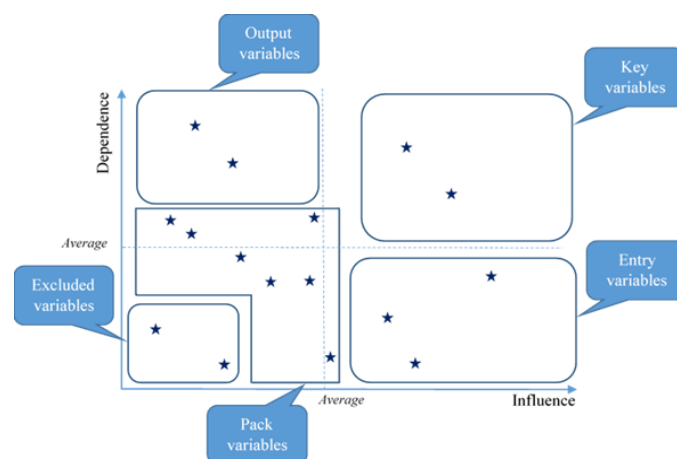 Output
variables
Key
variables
Dependence
Average
Entry
variables
Excluded
variables
Average
Influence
Pack
variables